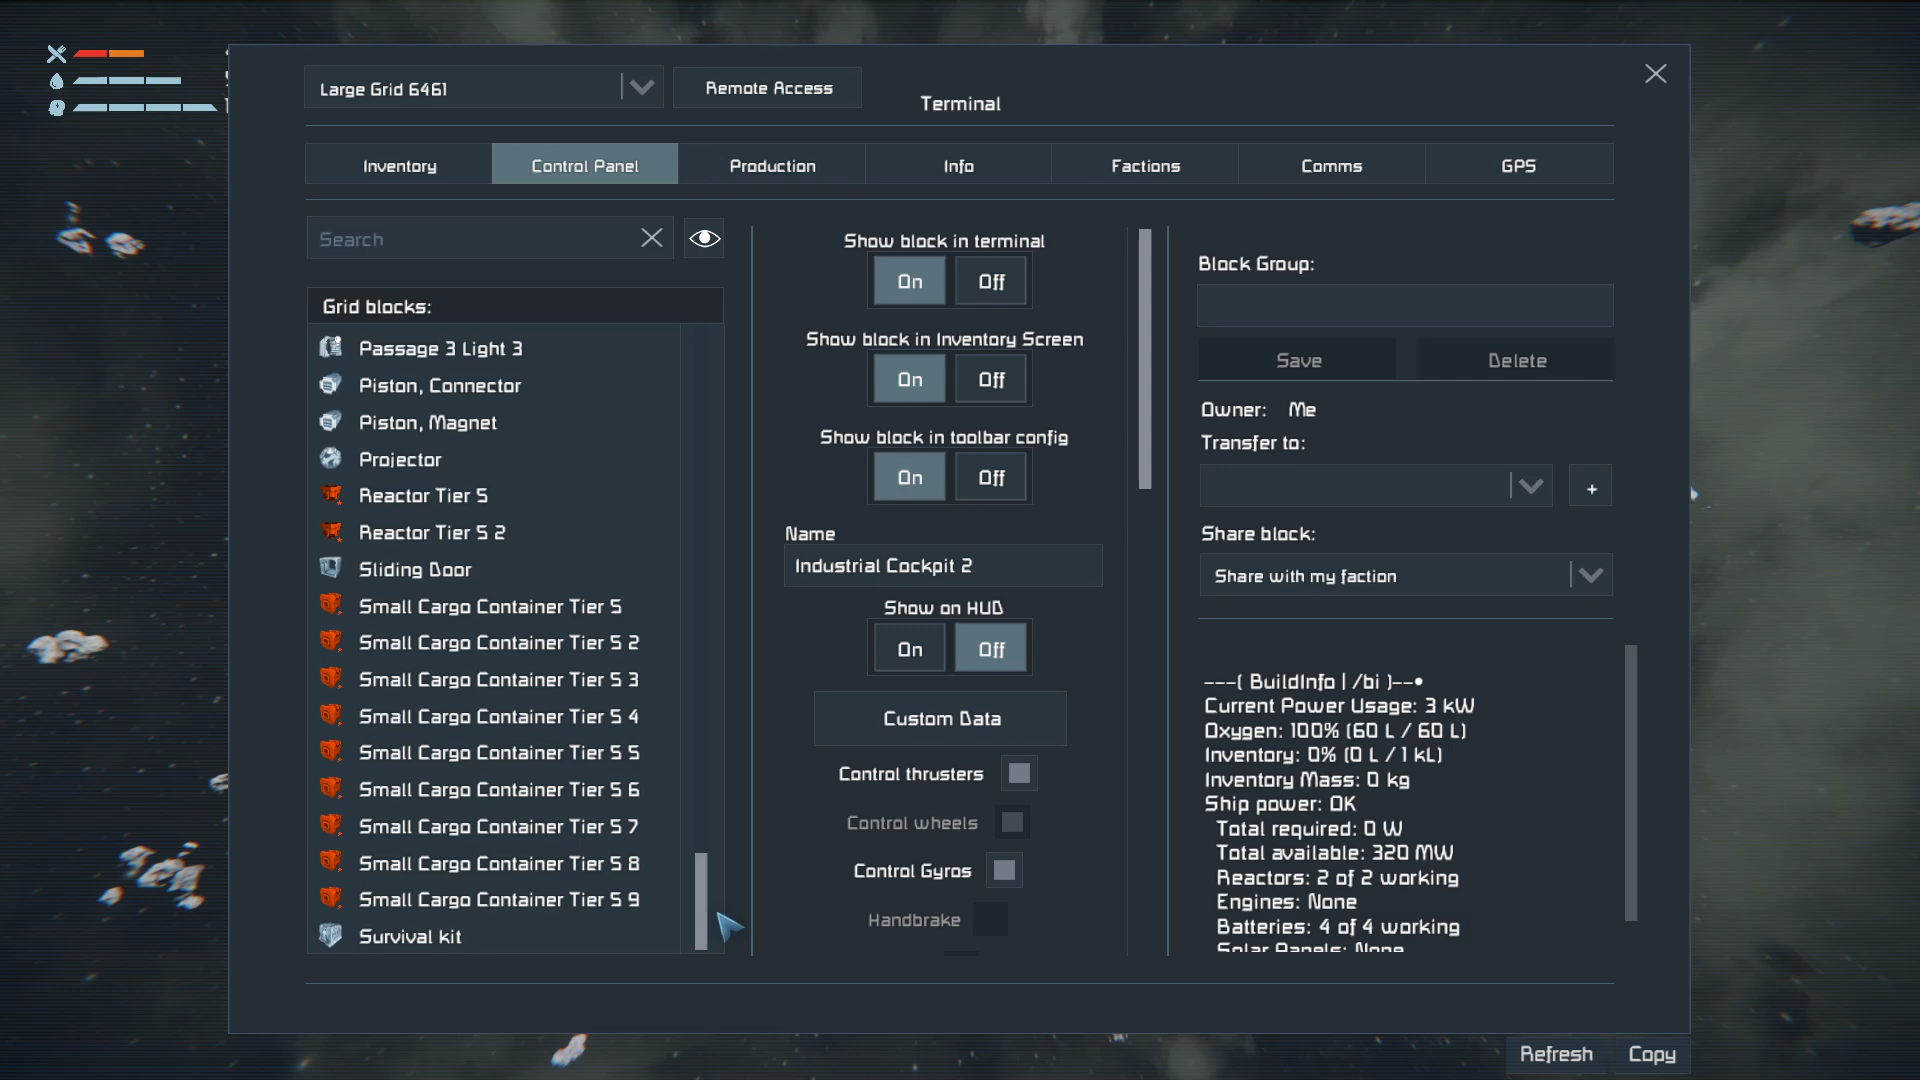 Large Grid 6461
Remote Access
Terminal
Inventory
Control Panel
Production
Info
Factions
Comms
GPS
Search
Grid blocks:
Passage 3 Light 3
Piston, Connector
Piston, Magnet
Projector
Reactor Tier 5
Reactor Tier 5 2
Sliding Door
Small Cargo Container Tier 5
Small Cargo Container Tier 5 2
Small Cargo Container Tier 5 3
Small Cargo Container Tier 5 4
Small Cargo Container Tier 5 5
Small Cargo Container Tier 5 6
Small Cargo Container Tier 5 7
Small Cargo Container Tier 5 8
Small Cargo Container Tier 5 9
Survival kit
Show block in terminal
On Off
Show block in Inventory Screen
On Off
Show block in toolbar config
On Off
Name
Industrial Cockpit 2
Show on HUD
On Off
Custom Data
Control thrusters
Control wheels
Control Gyros
Handbrake
Block Group:
Save
Delete
Owner: Me
Transfer to:
+
Share block:
Share with my faction
---( BuildInfo | /bi )--•
Current Power Usage: 3 kW
Oxygen: 100% (60 L / 60 L)
Inventory: 0% (0 L / 1 kL)
Inventory Mass: 0 kg
Ship power: OK
Total required: 0 W
Total available: 320 MW
Reactors: 2 of 2 working
Engines: None
Batteries: 4 of 4 working
Solar Panels: None
Refresh
Copy